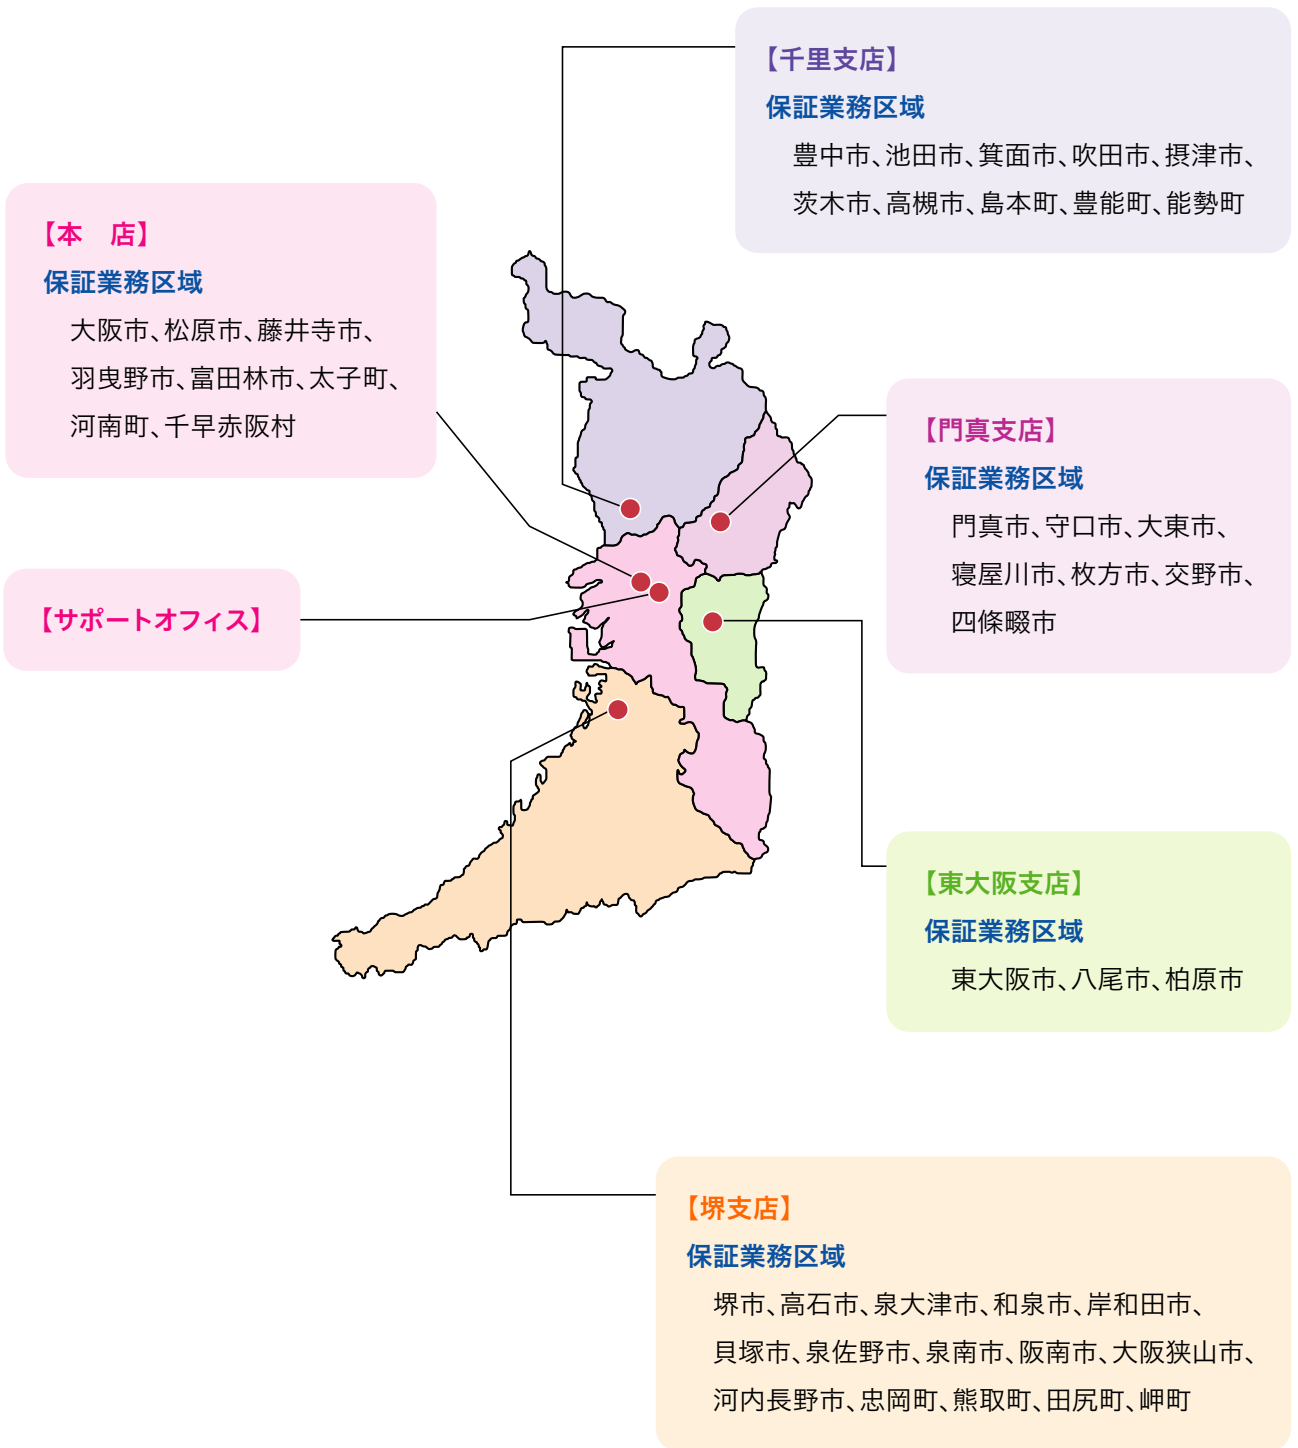 【千里支店】
保証業務区域
豊中市、池田市、箕面市、吹田市、摂津市、
茨木市、高槻市、島本町、豊能町、能勢町
【本　店】
保証業務区域
大阪市、松原市、藤井寺市、
羽曳野市、富田林市、太子町、
河南町、千早赤阪村
【門真支店】
保証業務区域
門真市、守口市、大東市、
寝屋川市、枚方市、交野市、
四條畷市
【サポートオフィス】
【東大阪支店】
保証業務区域
東大阪市、八尾市、柏原市
【堺支店】
保証業務区域
堺市、高石市、泉大津市、和泉市、岸和田市、
貝塚市、泉佐野市、泉南市、阪南市、大阪狭山市、
河内長野市、忠岡町、熊取町、田尻町、岬町